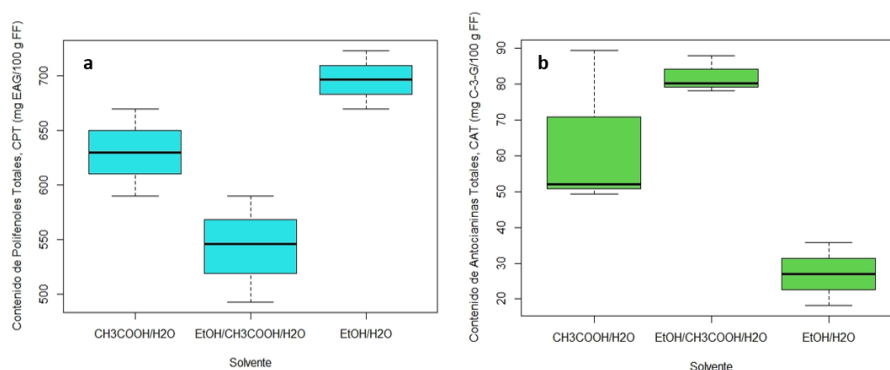 a
Contenido de Polifenoles Totales, CPT (mg EAG/100 g FF)
700
650
600
550
500
CH3COOH/H2O
EtOH/CH3COOH/H2O
EtOH/H2O
Solvente
b
Contenido de Antocianinas Totales, CAT (mg C-3-G/100 g FF)
90
80
70
60
50
40
30
20
CH3COOH/H2O
EtOH/CH3COOH/H2O
EtOH/H2O
Solvente